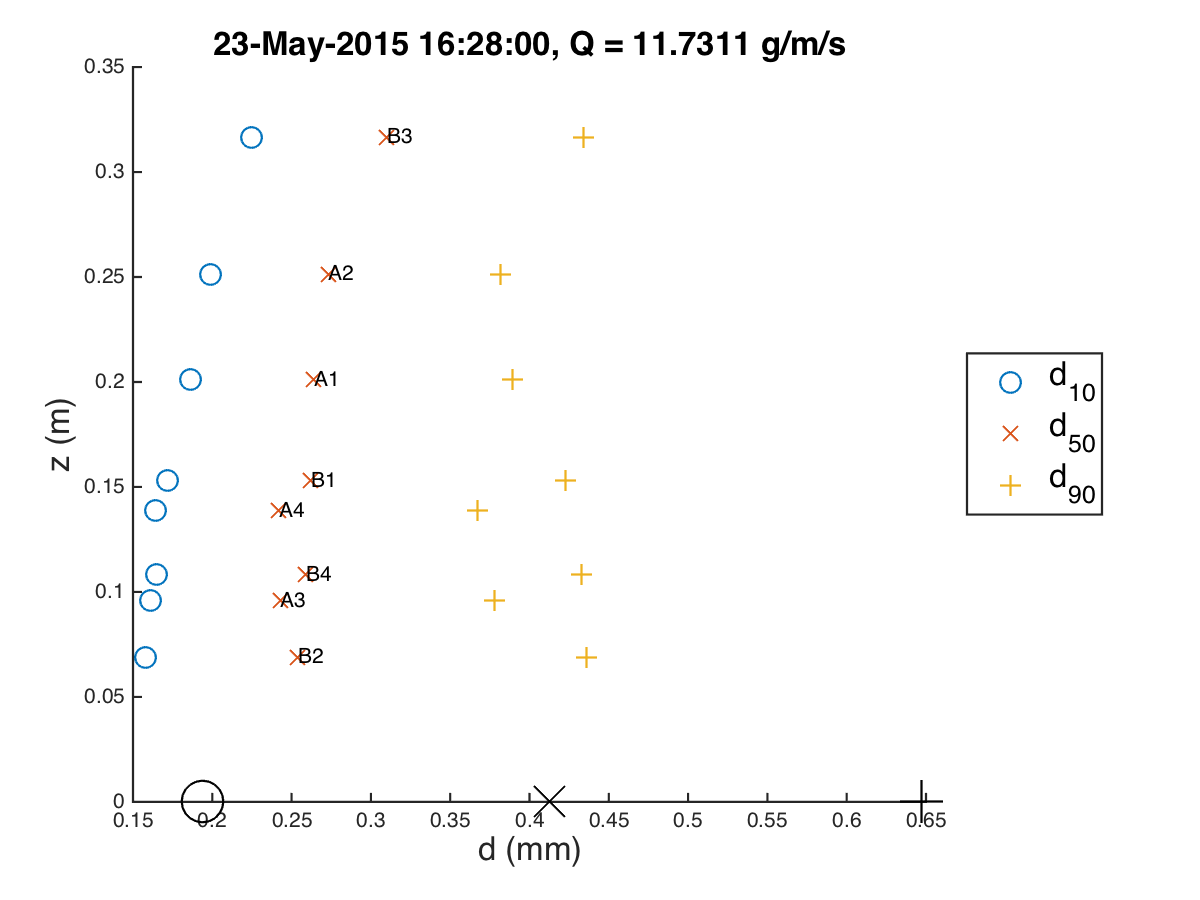 23-May-2015 16:28:00, Q = 11.7311 g/m/s
0.35
0.3
0.25
0.2
0.15
0.1
0.05
0
z (m)
B3
A2
A1
B1
A4
B4
A3
B2
0.15 0.2 0.25 0.3 0.35 0.4 0.45 0.5 0.55 0.6 0.65
d (mm)
d10
d50
d90